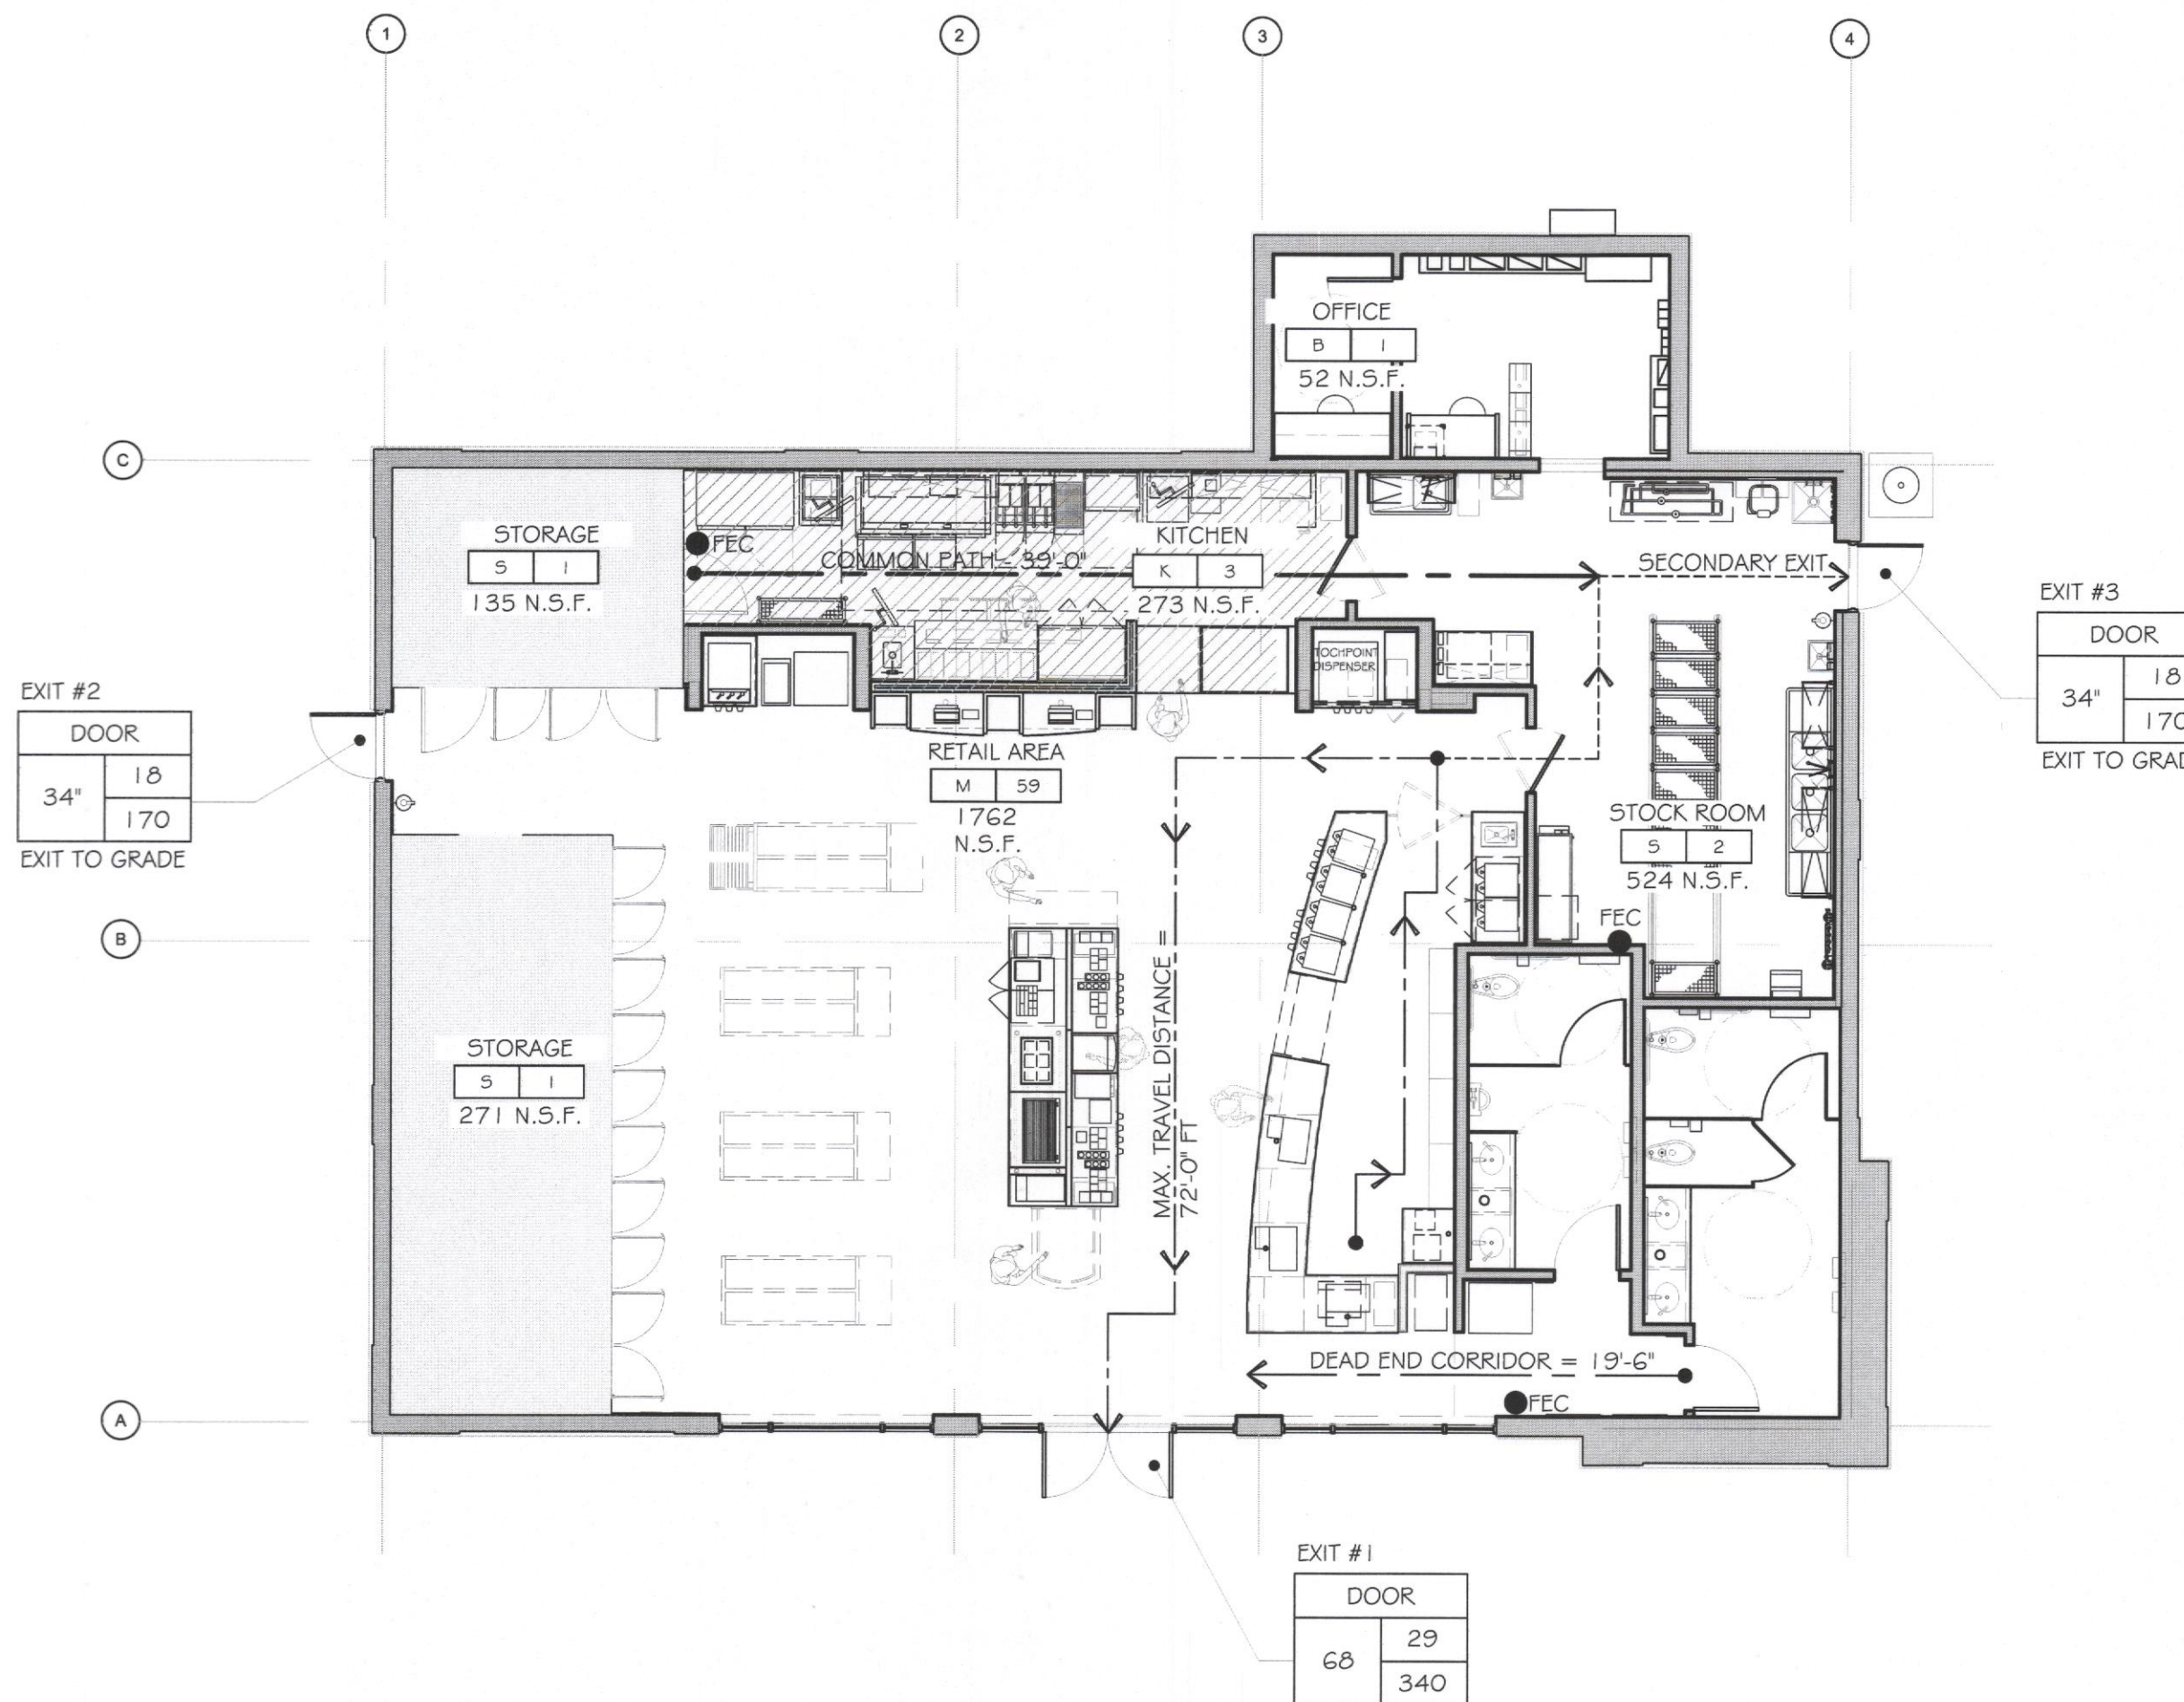 1
2
3
4
OFFICE
B 1
52 N.S.F.
C
STORAGE
S 1
135 N.S.F.
FEC
COMMON PATH - 39'-0"
KITCHEN
K 3
273 N.S.F.
SECONDARY EXIT
EXIT #3
DOOR
34"
18
170
EXIT TO GRAD
TOCHPOINT
DISPENSER
EXIT #2
DOOR
34"
18
170
EXIT TO GRADE
RETAIL AREA
M 59
1762
N.S.F.
STOCK ROOM
S 2
524 N.S.F.
FEC
B
MAX. TRAVEL DISTANCE =
72'-0" FT
STORAGE
S 1
271 N.S.F.
DEAD END CORRIDOR = 19'-6"
FEC
A
EXIT #1
DOOR
68
29
340